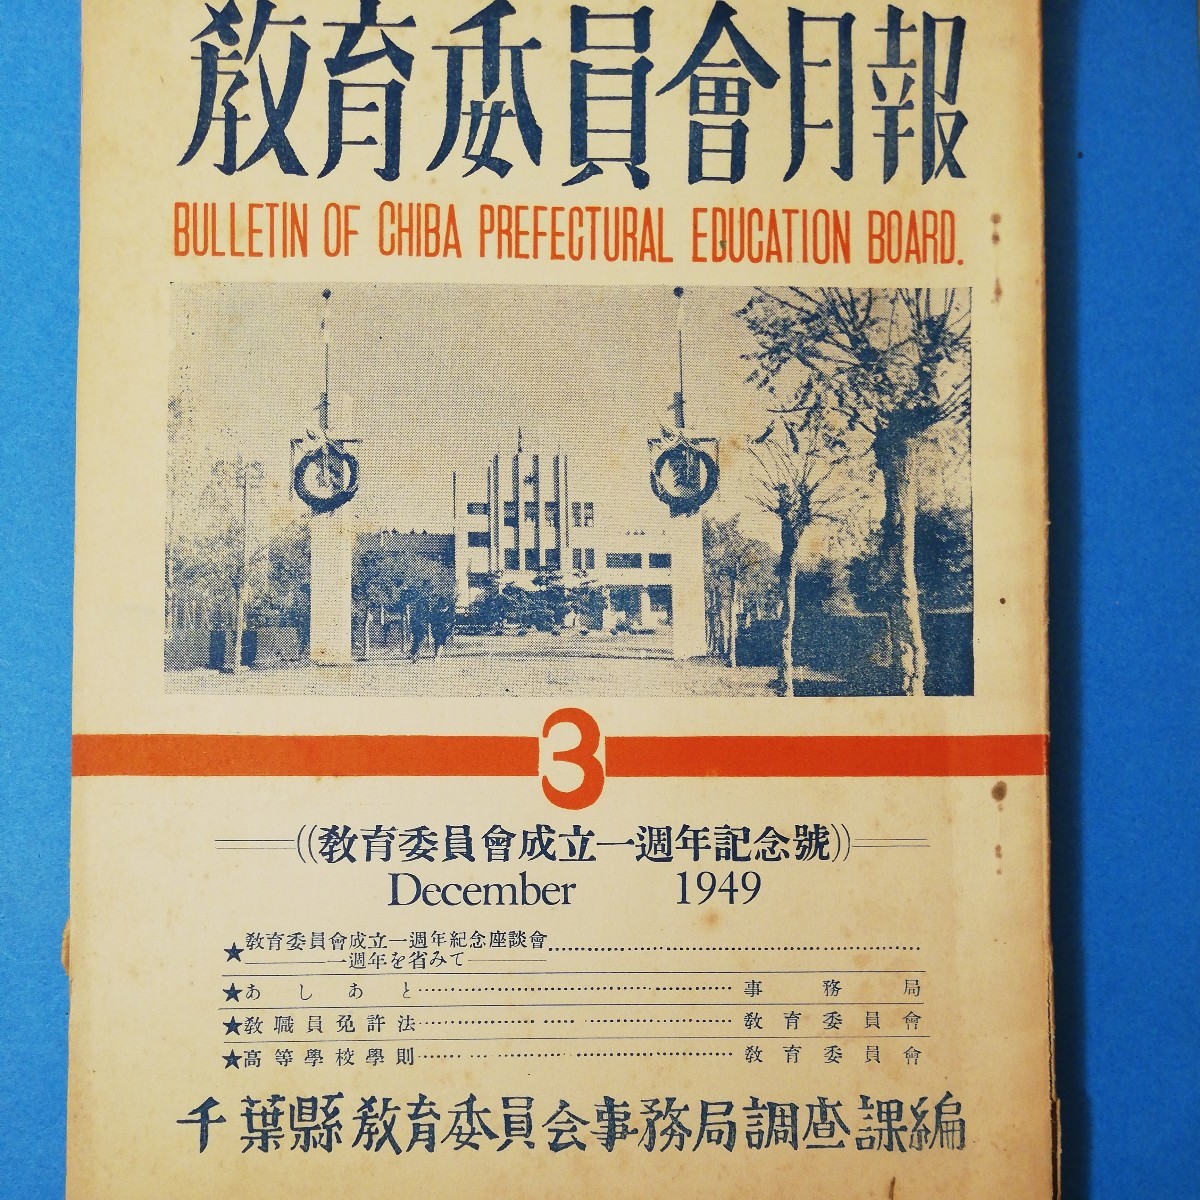 教育委員會月報
BULLETIN OF CHIBA PREFECTURAL EDUCATION BOARD.
3
((教育委員會成立一週年記念號))
December 1949
★教育委員會成立一週年紀念座談會
一週年を省みて
★あしあと 事務局
★教職員免許法 教育委員會
★高等學校學則 教育委員會
千葉縣教育委員会事務局調査課編